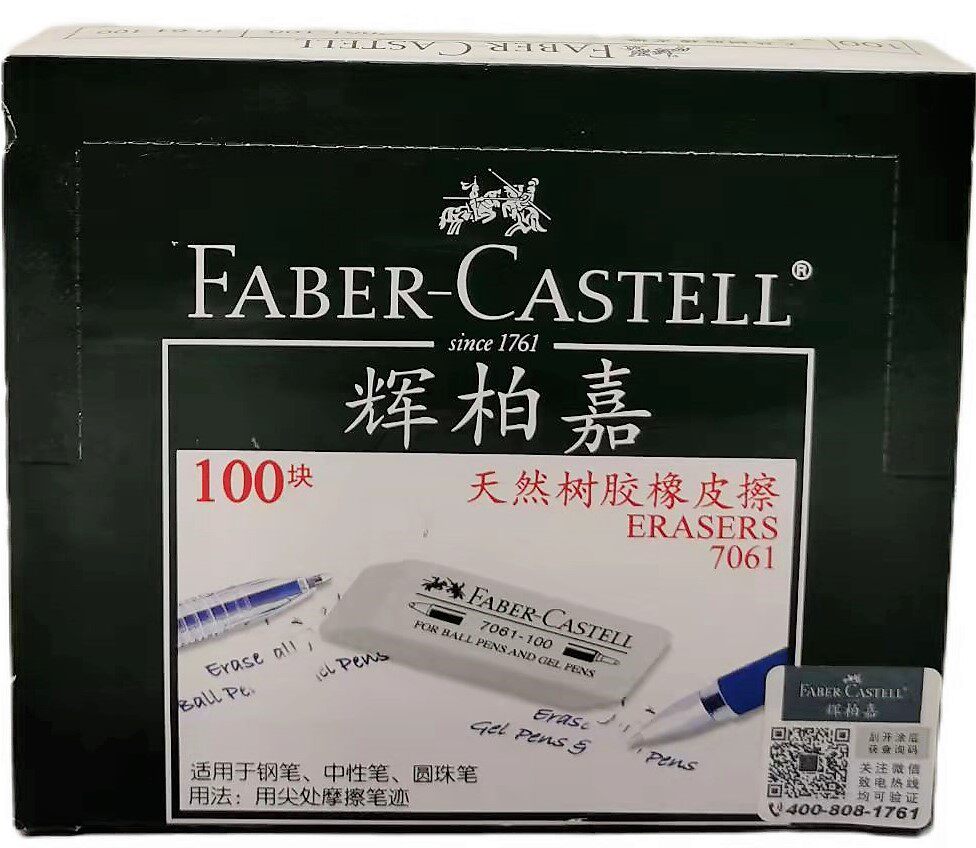 FABER-CASTELL
100
FABER-CASTELL®
since 1761
辉柏嘉
100块
天然树胶橡皮擦
ERASERS
7061
FABER-CASTELL
7061-100
FOR BALL PENS AND GEL PENS
Erase all,
Ball Pe
Gel Pens
Erase
Gel Pens &
Pens
适用于钢笔、中性笔、圆珠笔
用法：用尖处摩擦笔迹
FABER-CASTELL
辉柏嘉
刮开涂层
获查询码
关注微信
致电热线
均可验证
400-808-1761